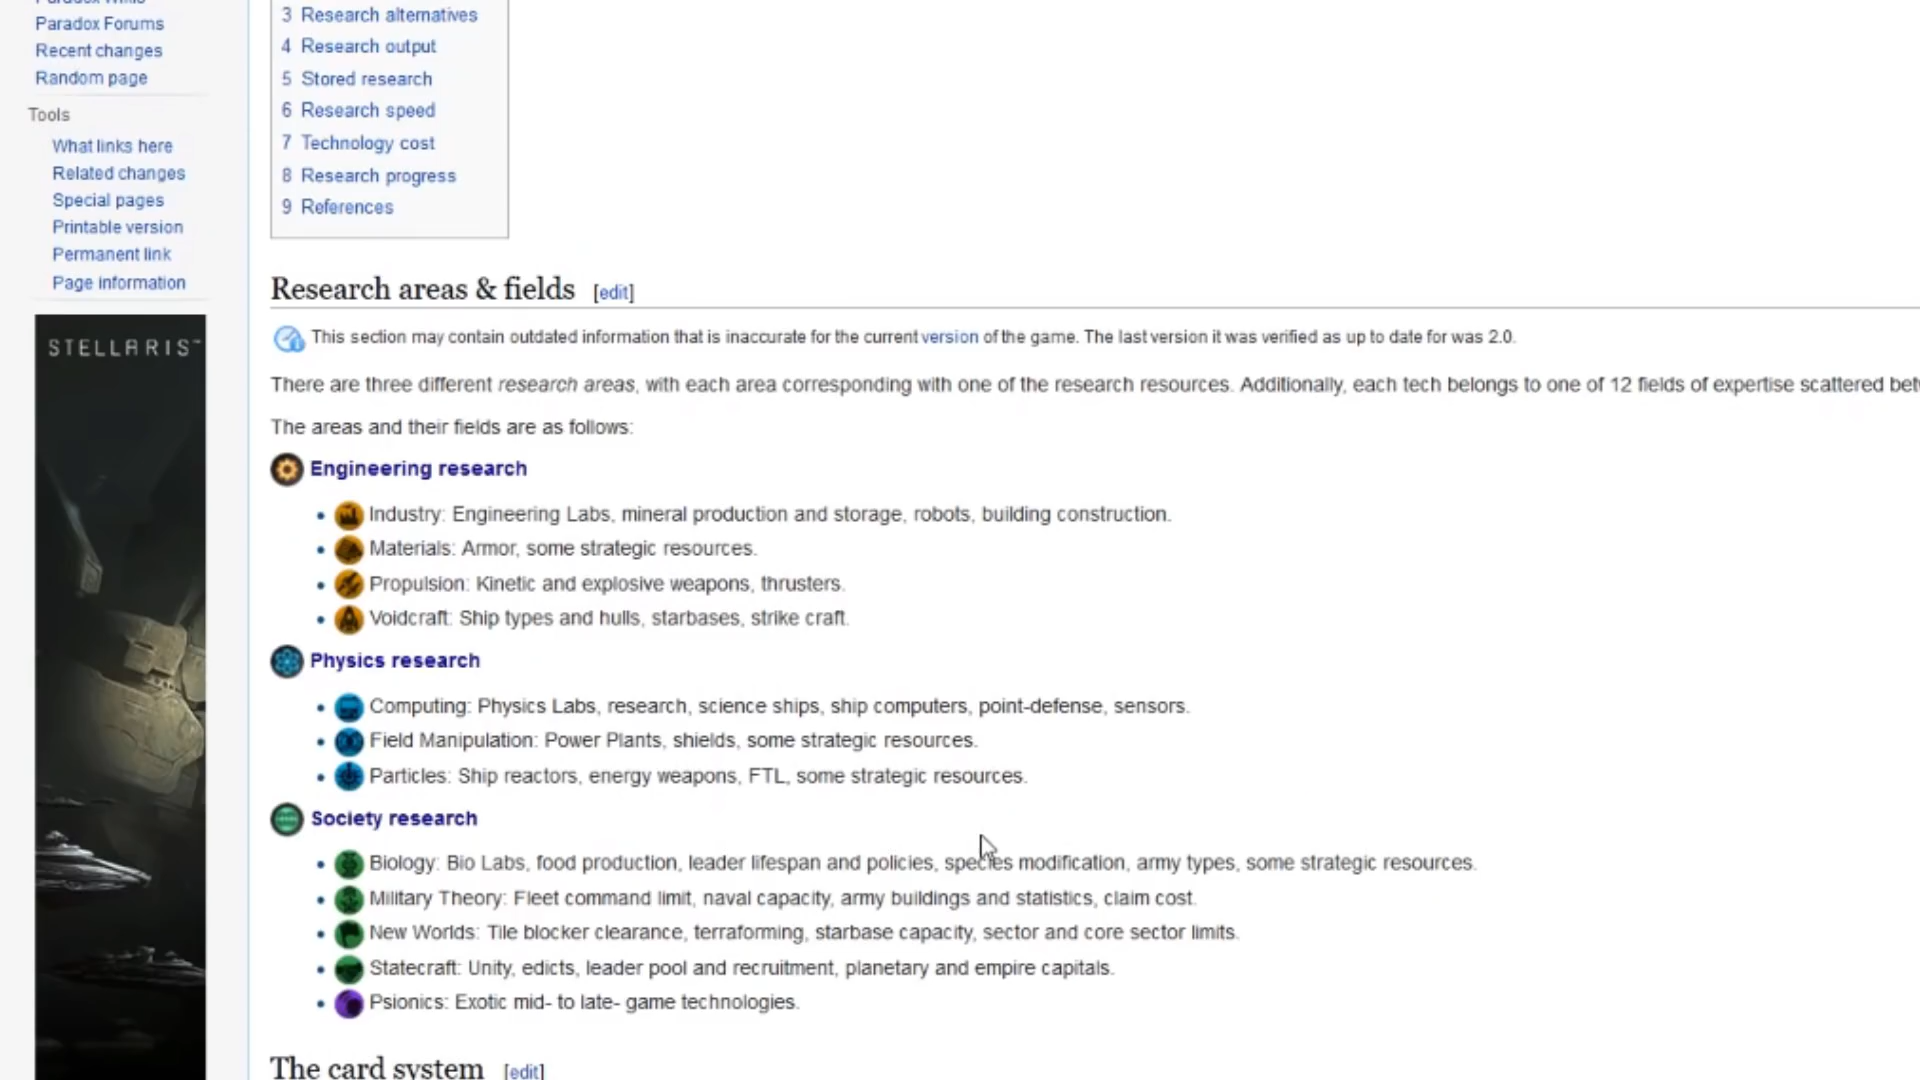 Paradox Wikis
Paradox Forums
Recent changes
Random page
Tools
What links here
Related changes
Special pages
Printable version
Permanent link
Page information
STELLARIS™
3 Research alternatives
4 Research output
5 Stored research
6 Research speed
7 Technology cost
8 Research progress
9 References
Research areas & fields [edit]
This section may contain outdated information that is inaccurate for the current version of the game. The last version it was verified as up to date for was 2.0.
There are three different research areas, with each area corresponding with one of the research resources. Additionally, each tech belongs to one of 12 fields of expertise scattered
The areas and their fields are as follows:
Engineering research
• Industry: Engineering Labs, mineral production and storage, robots, building construction.
• Materials: Armor, some strategic resources.
• Propulsion: Kinetic and explosive weapons, thrusters.
• Voidcraft: Ship types and hulls, starbases, strike craft.
Physics research
• Computing: Physics Labs, research, science ships, ship computers, point-defense, sensors.
• Field Manipulation: Power Plants, shields, some strategic resources.
• Particles: Ship reactors, energy weapons, FTL, some strategic resources.
Society research
• Biology: Bio Labs, food production, leader lifespan and policies, species modification, army types, some strategic resources.
• Military Theory: Fleet command limit, naval capacity, army buildings and statistics, claim cost.
• New Worlds: Tile blocker clearance, terraforming, starbase capacity, sector and core sector limits.
• Statecraft: Unity, edicts, leader pool and recruitment, planetary and empire capitals.
• Psionics: Exotic mid- to late- game technologies.
The card system [edit]